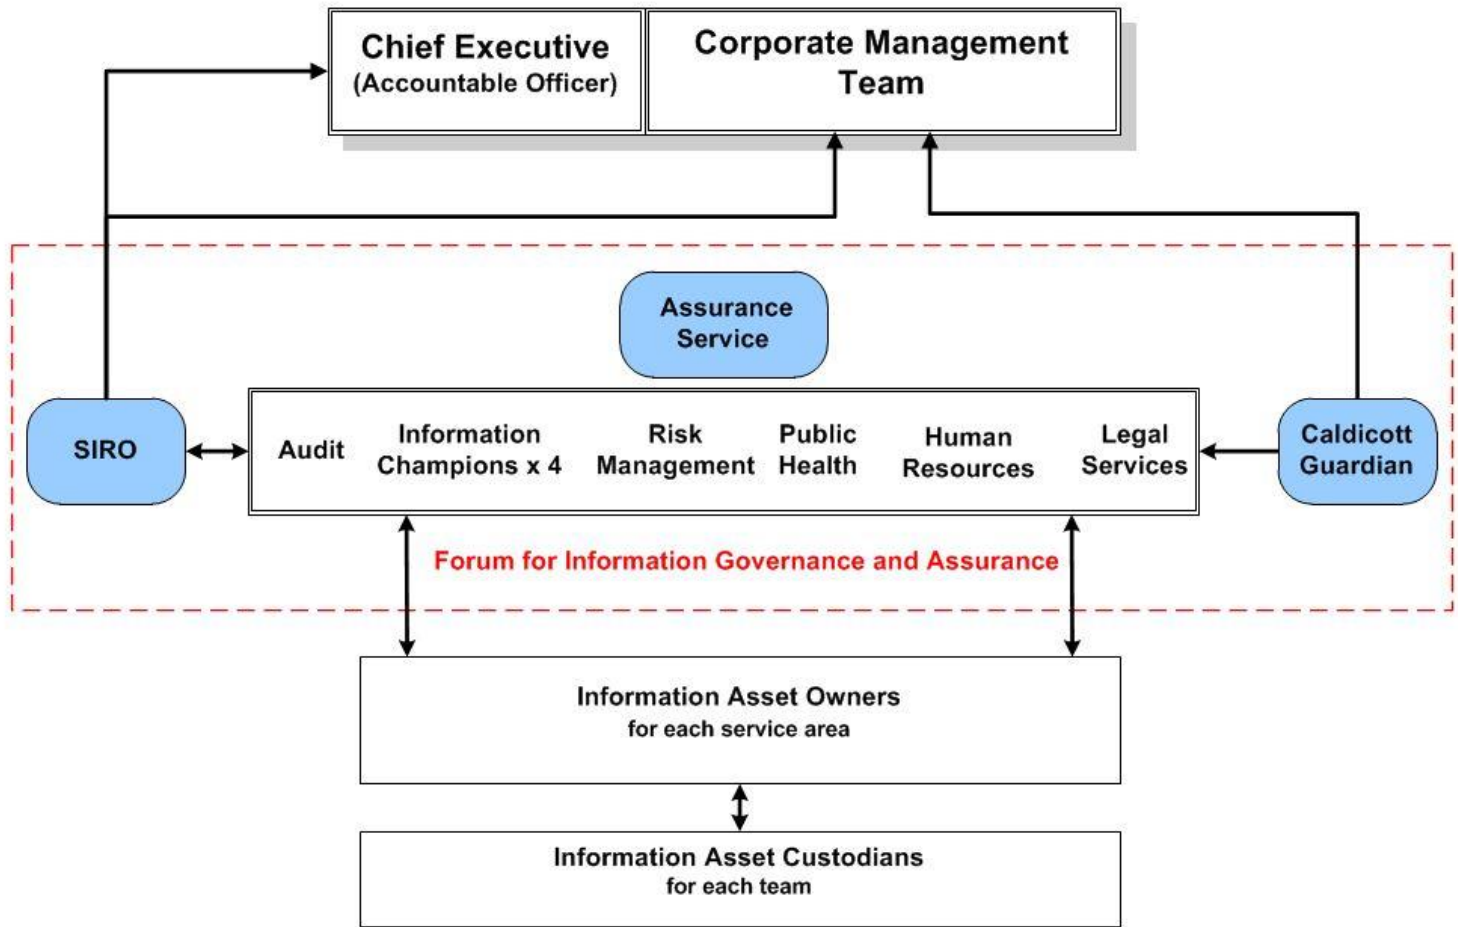 Chief Executive
(Accountable Officer)
Corporate Management
Team
Assurance
Service
SIRO
Audit
Information
Champions x 4
Risk
Management
Public
Health
Human
Resources
Legal
Services
Caldicott
Guardian
Forum for Information Governance and Assurance
Information Asset Owners
for each service area
Information Asset Custodians
for each team